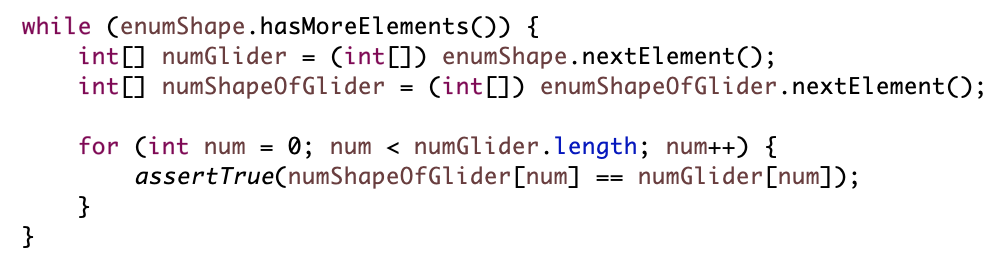 while (enumShape.hasMoreElements()) {
    int[] numGlider = (int[]) enumShape.nextElement();
    int[] numShapeOfGlider = (int[]) enumShapeOfGlider.nextElement();

    for (int num = 0; num < numGlider.length; num++) {
        assertTrue(numShapeOfGlider[num] == numGlider[num]);
    }
}